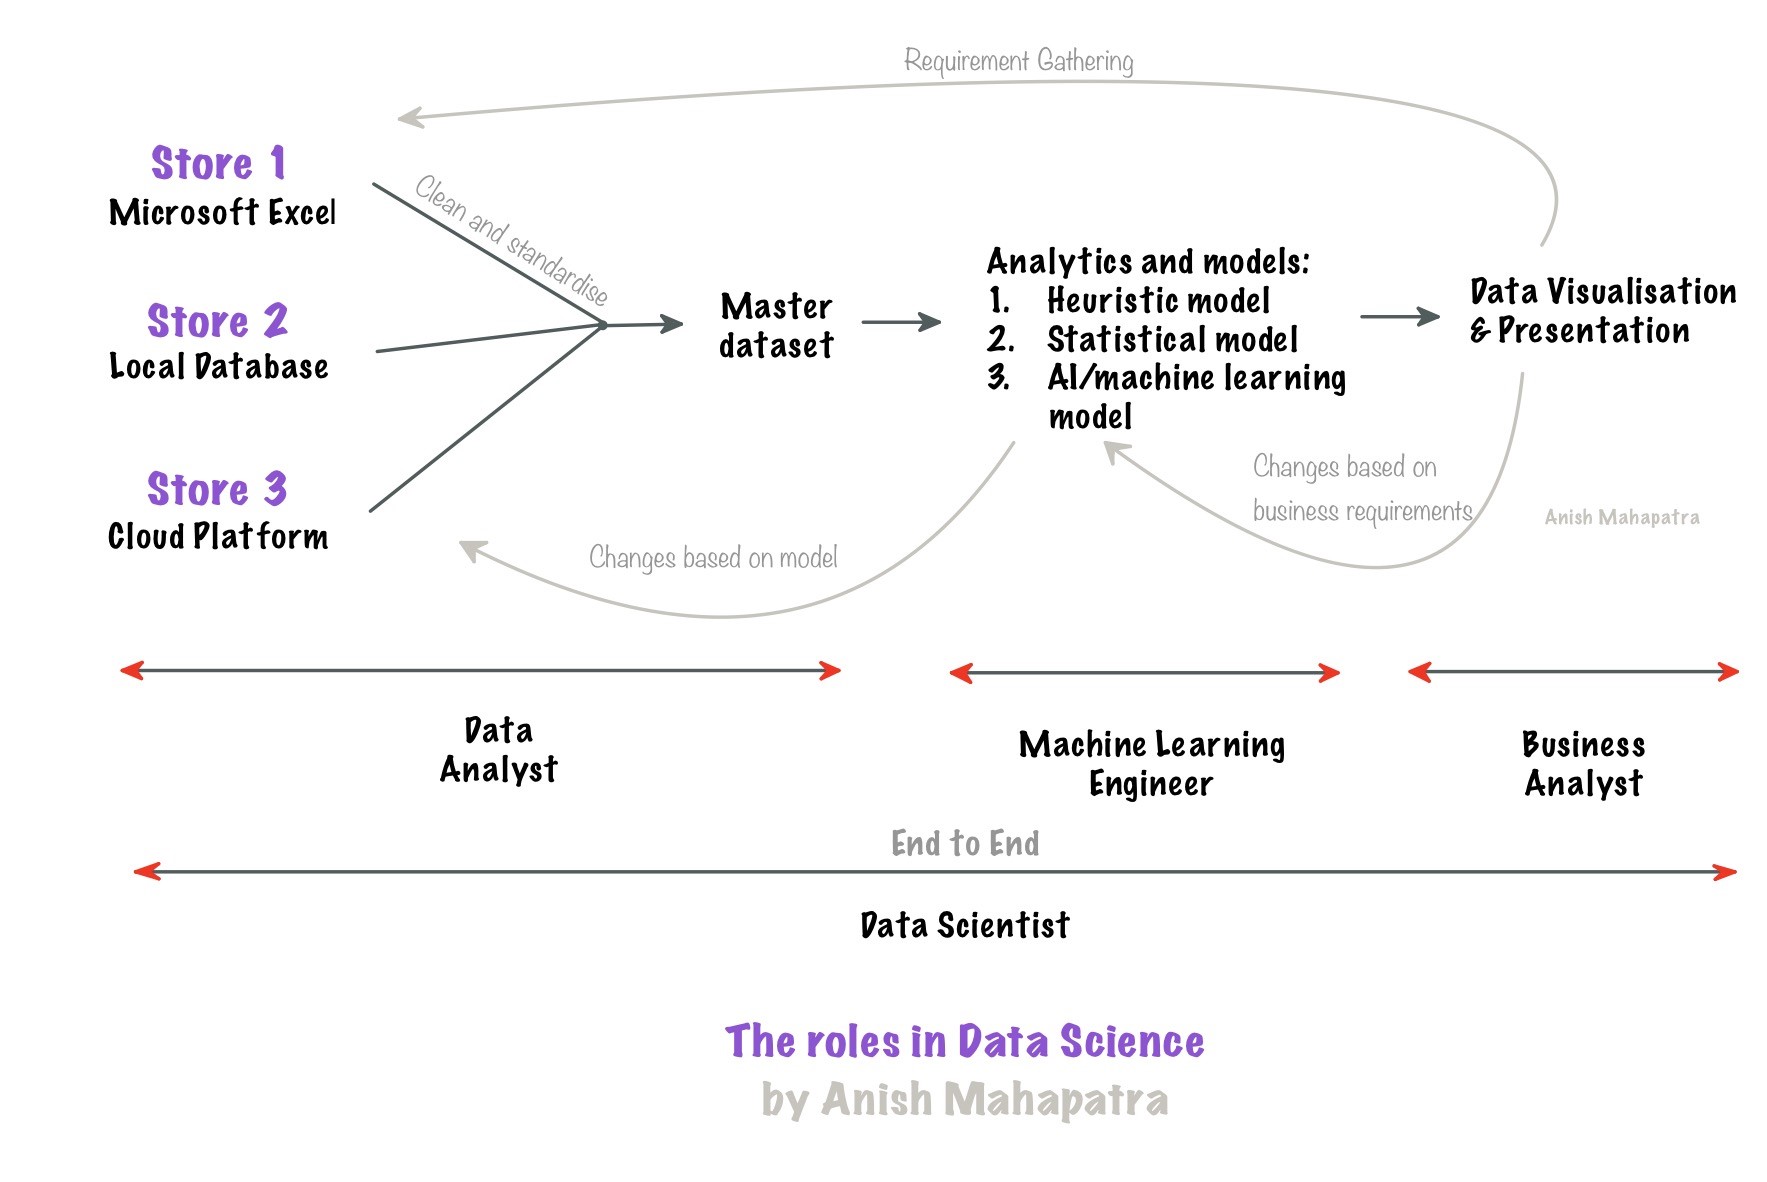 Requirement Gathering
Store 1
Microsoft Excel
Clean and standardise
Store 2
Local Database
Store 3
Cloud Platform
Master
dataset
Analytics and models:
1. Heuristic model
2. Statistical model
3. AI/machine learning
model
Data Visualisation
& Presentation
Changes based on
business requirements
Anish Mahapatra
Changes based on model
Data
Analyst
Machine Learning
Engineer
Business
Analyst
End to End
Data Scientist
The roles in Data Science
by Anish Mahapatra